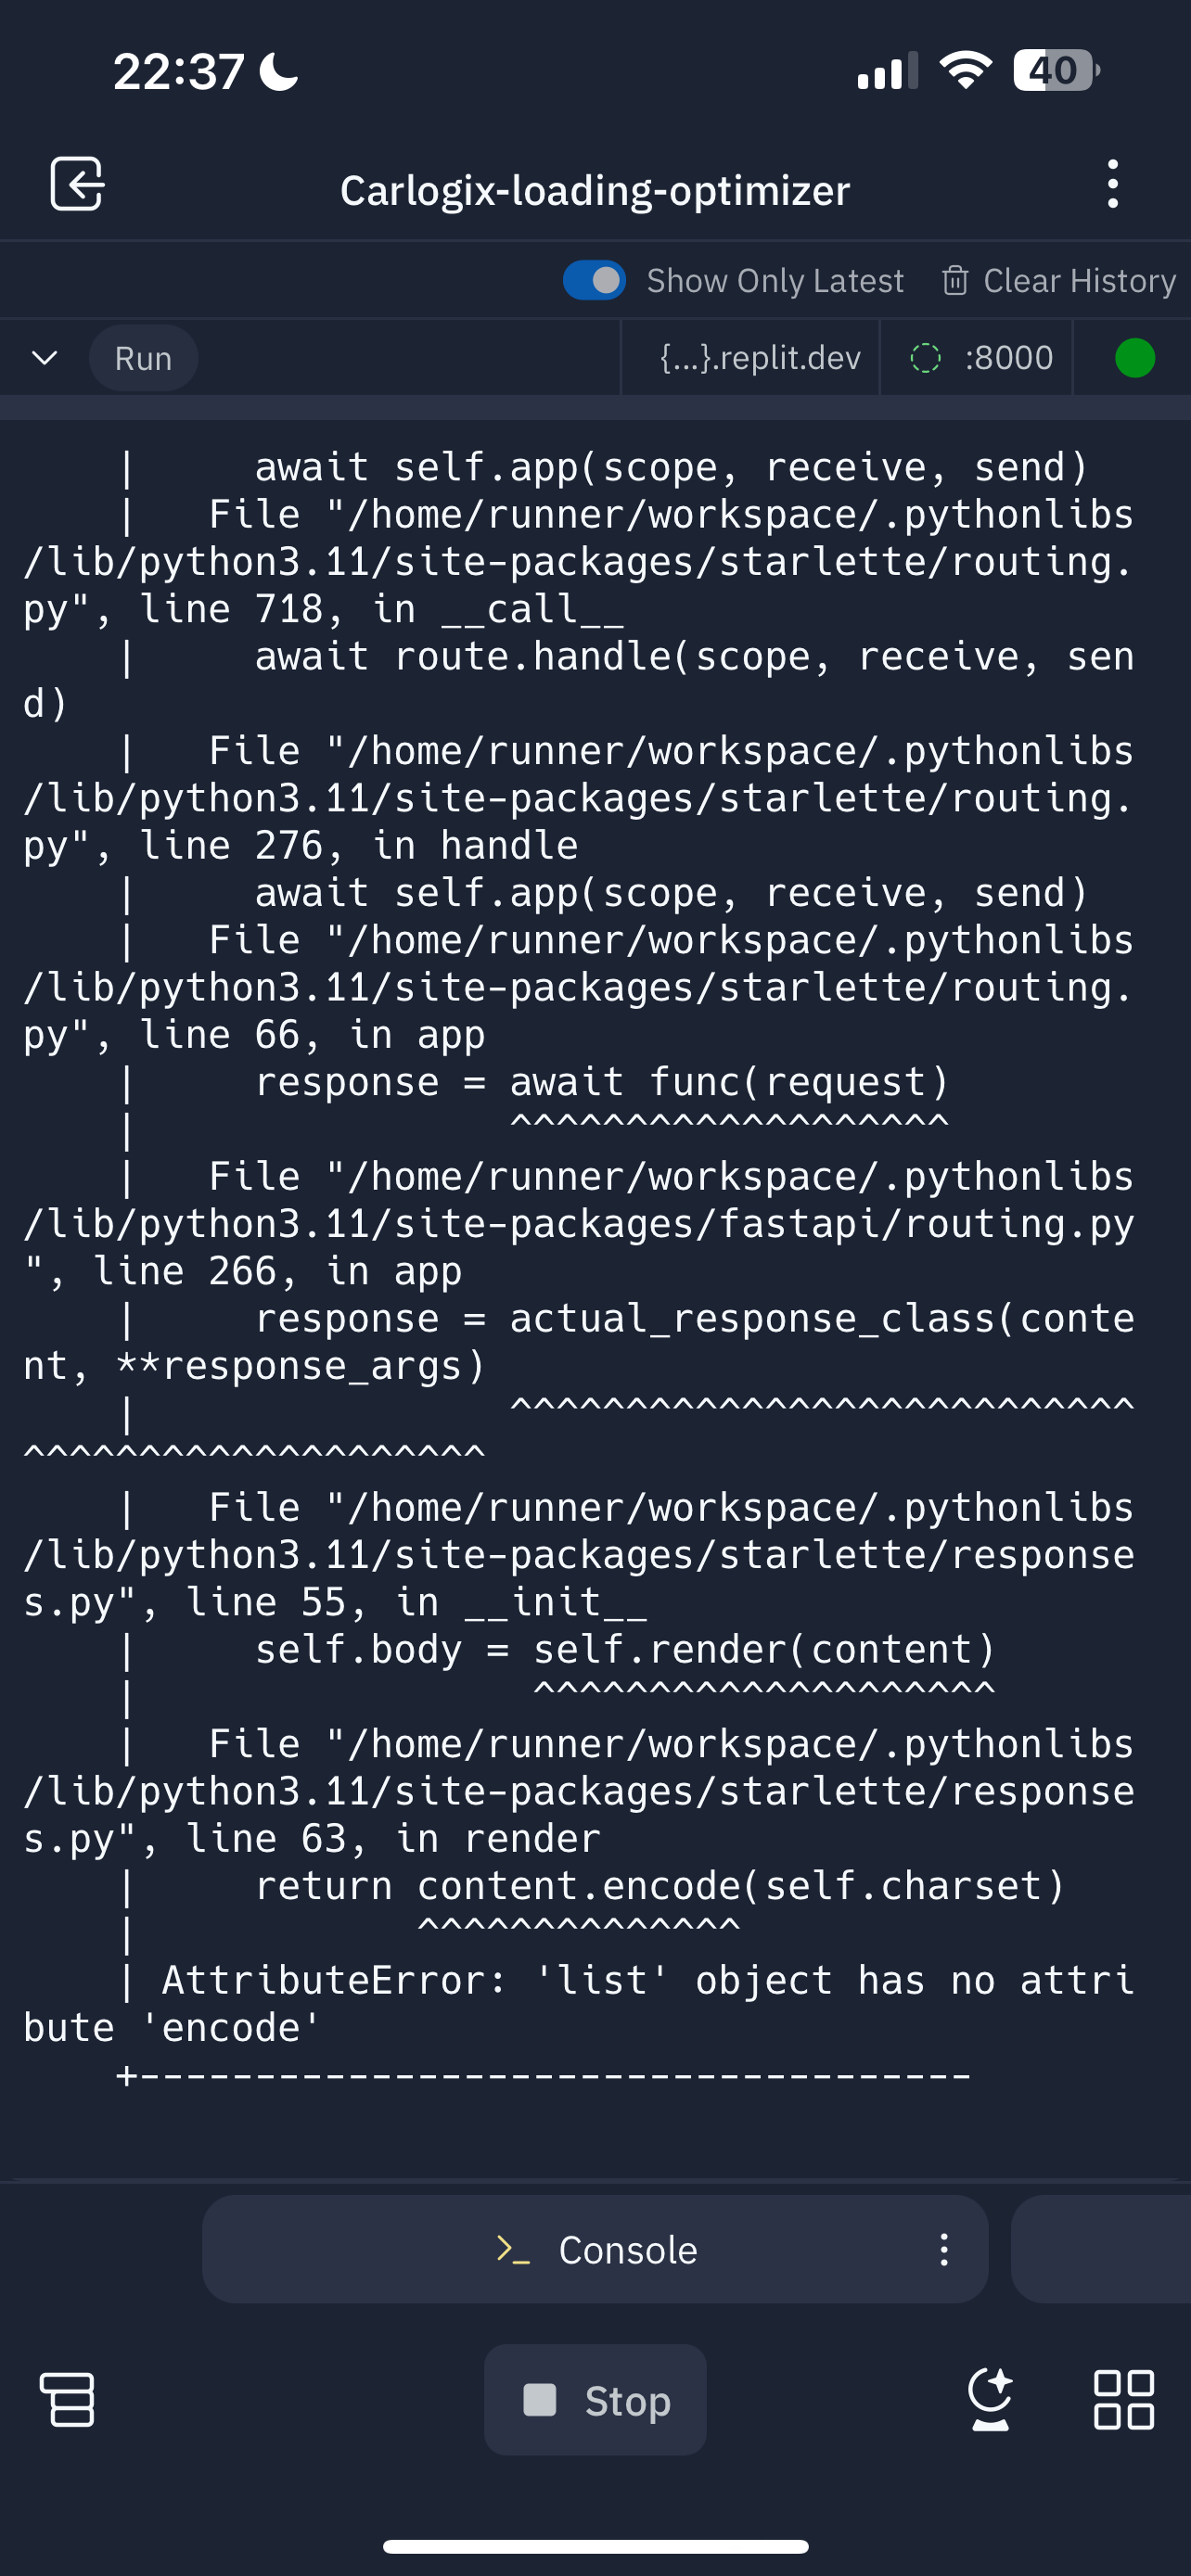 22:37
40
Carlogix-loading-optimizer
Show Only Latest Clear History
Run {...}.replit.dev :8000
| await self.app(scope, receive, send)
| File "/home/runner/workspace/.pythonlibs
/lib/python3.11/site-packages/starlette/routing.
py", line 718, in __call__
| await route.handle(scope, receive, sen
d)
| File "/home/runner/workspace/.pythonlibs
/lib/python3.11/site-packages/starlette/routing.
py", line 276, in handle
| await self.app(scope, receive, send)
| File "/home/runner/workspace/.pythonlibs
/lib/python3.11/site-packages/starlette/routing.
py", line 66, in app
| response = await func(request)
| ^^^^^^^^^^^^^^^^^^^
| File "/home/runner/workspace/.pythonlibs
/lib/python3.11/site-packages/fastapi/routing.py
", line 266, in app
| response = actual_response_class(conte
nt, **response_args)
| ^^^^^^^^^^^^^^^^^^^^^^^^^^^
^^^^^^^^^^^^^^^^^^^^
| File "/home/runner/workspace/.pythonlibs
/lib/python3.11/site-packages/starlette/response
s.py", line 55, in __init__
| self.body = self.render(content)
| ^^^^^^^^^^^^^^^^^^^^
| File "/home/runner/workspace/.pythonlibs
/lib/python3.11/site-packages/starlette/response
s.py", line 63, in render
| return content.encode(self.charset)
| ^^^^^^^^^^^^^^
| AttributeError: 'list' object has no attri
bute 'encode'
+------------------------------------
Console
Stop